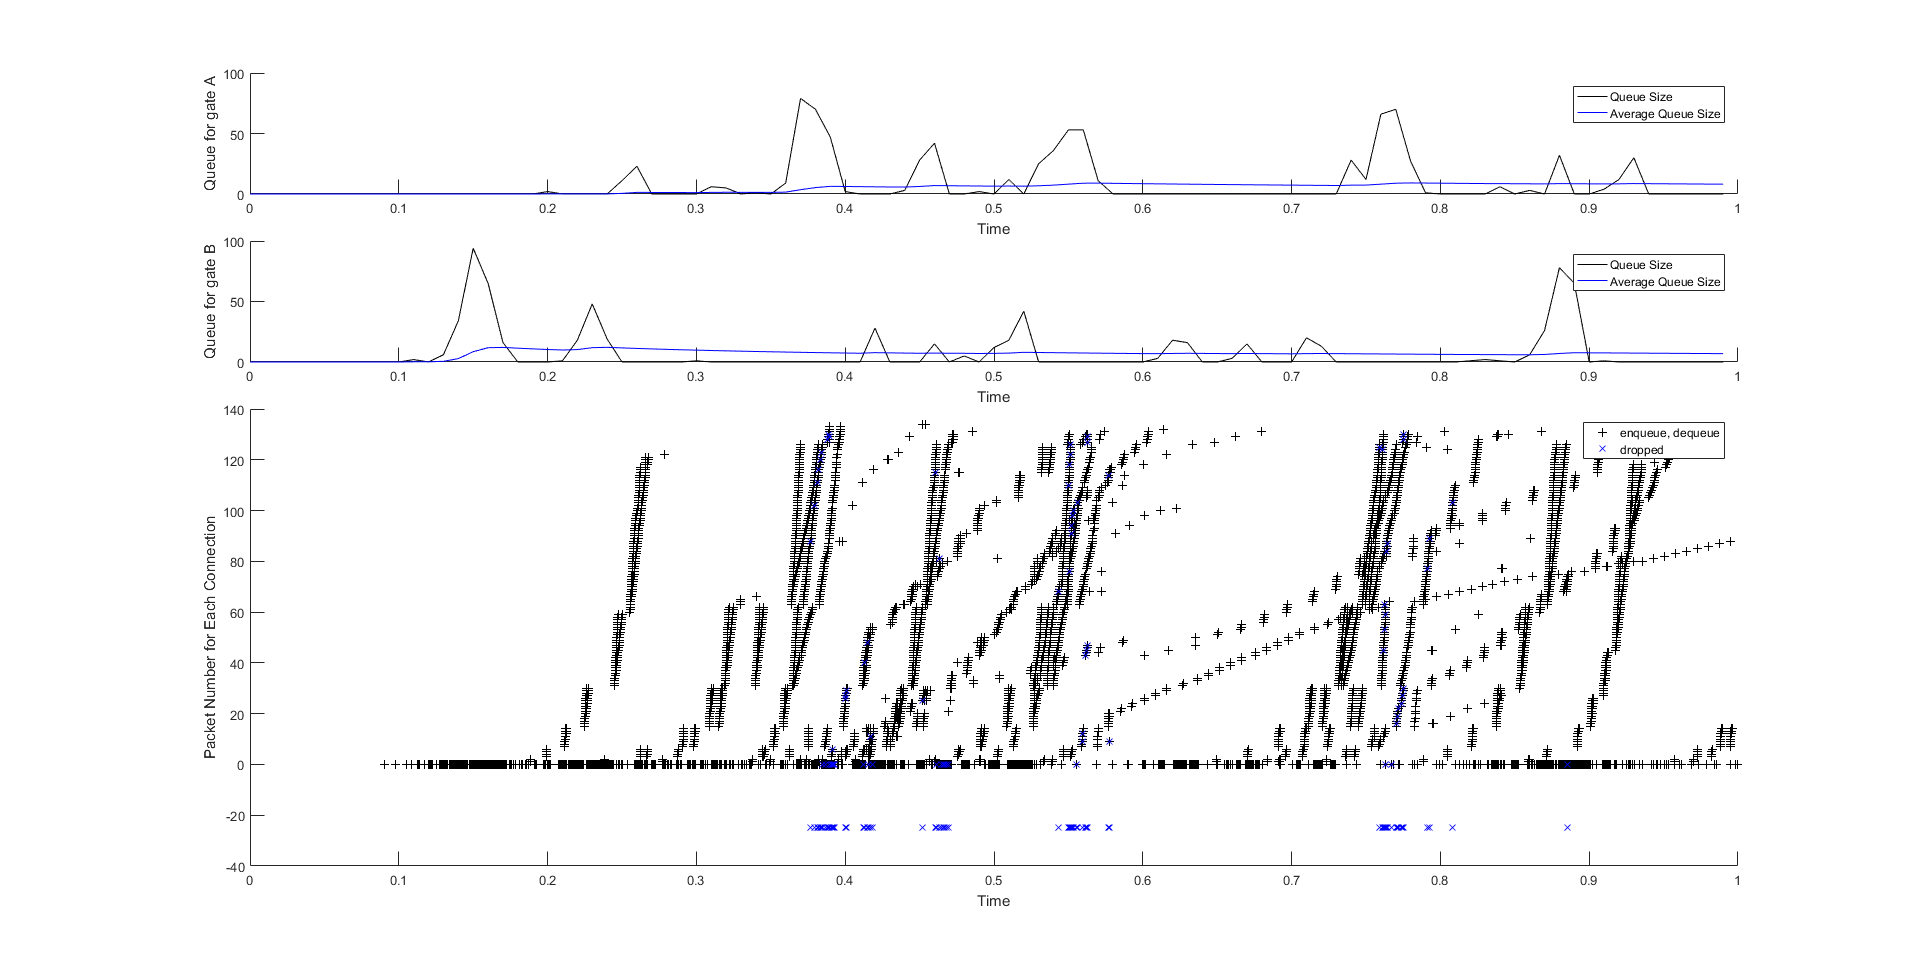 Queue for gate A
100
50
0
0 0.1 0.2 0.3 0.4 0.5 0.6 0.7 0.8 0.9 1
Time
Queue Size
Average Queue Size
Queue for gate B
100
50
0
0 0.1 0.2 0.3 0.4 0.5 0.6 0.7 0.8 0.9 1
Time
Queue Size
Average Queue Size
Packet Number for Each Connection
140
120
100
80
60
40
20
0
-20
-40
0 0.1 0.2 0.3 0.4 0.5 0.6 0.7 0.8 0.9 1
Time
enqueue, dequeue
dropped